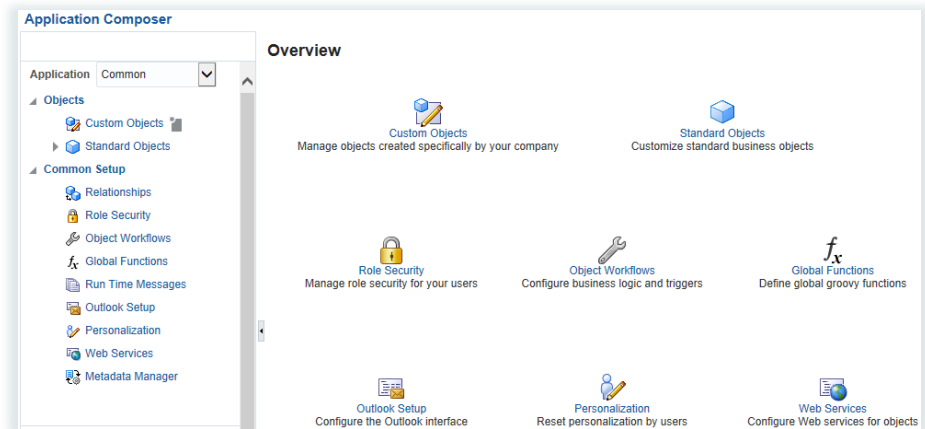 Application Composer
Application Common
Objects
Custom Objects
Standard Objects
Common Setup
Relationships
Role Security
Object Workflows
fx Global Functions
Run Time Messages
Outlook Setup
Personalization
Web Services
Metadata Manager
Overview
Custom Objects
Manage objects created specifically by your company
Standard Objects
Customize standard business objects
Role Security
Manage role security for your users
Object Workflows
Configure business logic and triggers
fx
Global Functions
Define global groovy functions
Outlook Setup
Configure the Outlook interface
Personalization
Reset personalization by users
Web Services
Configure Web services for objects